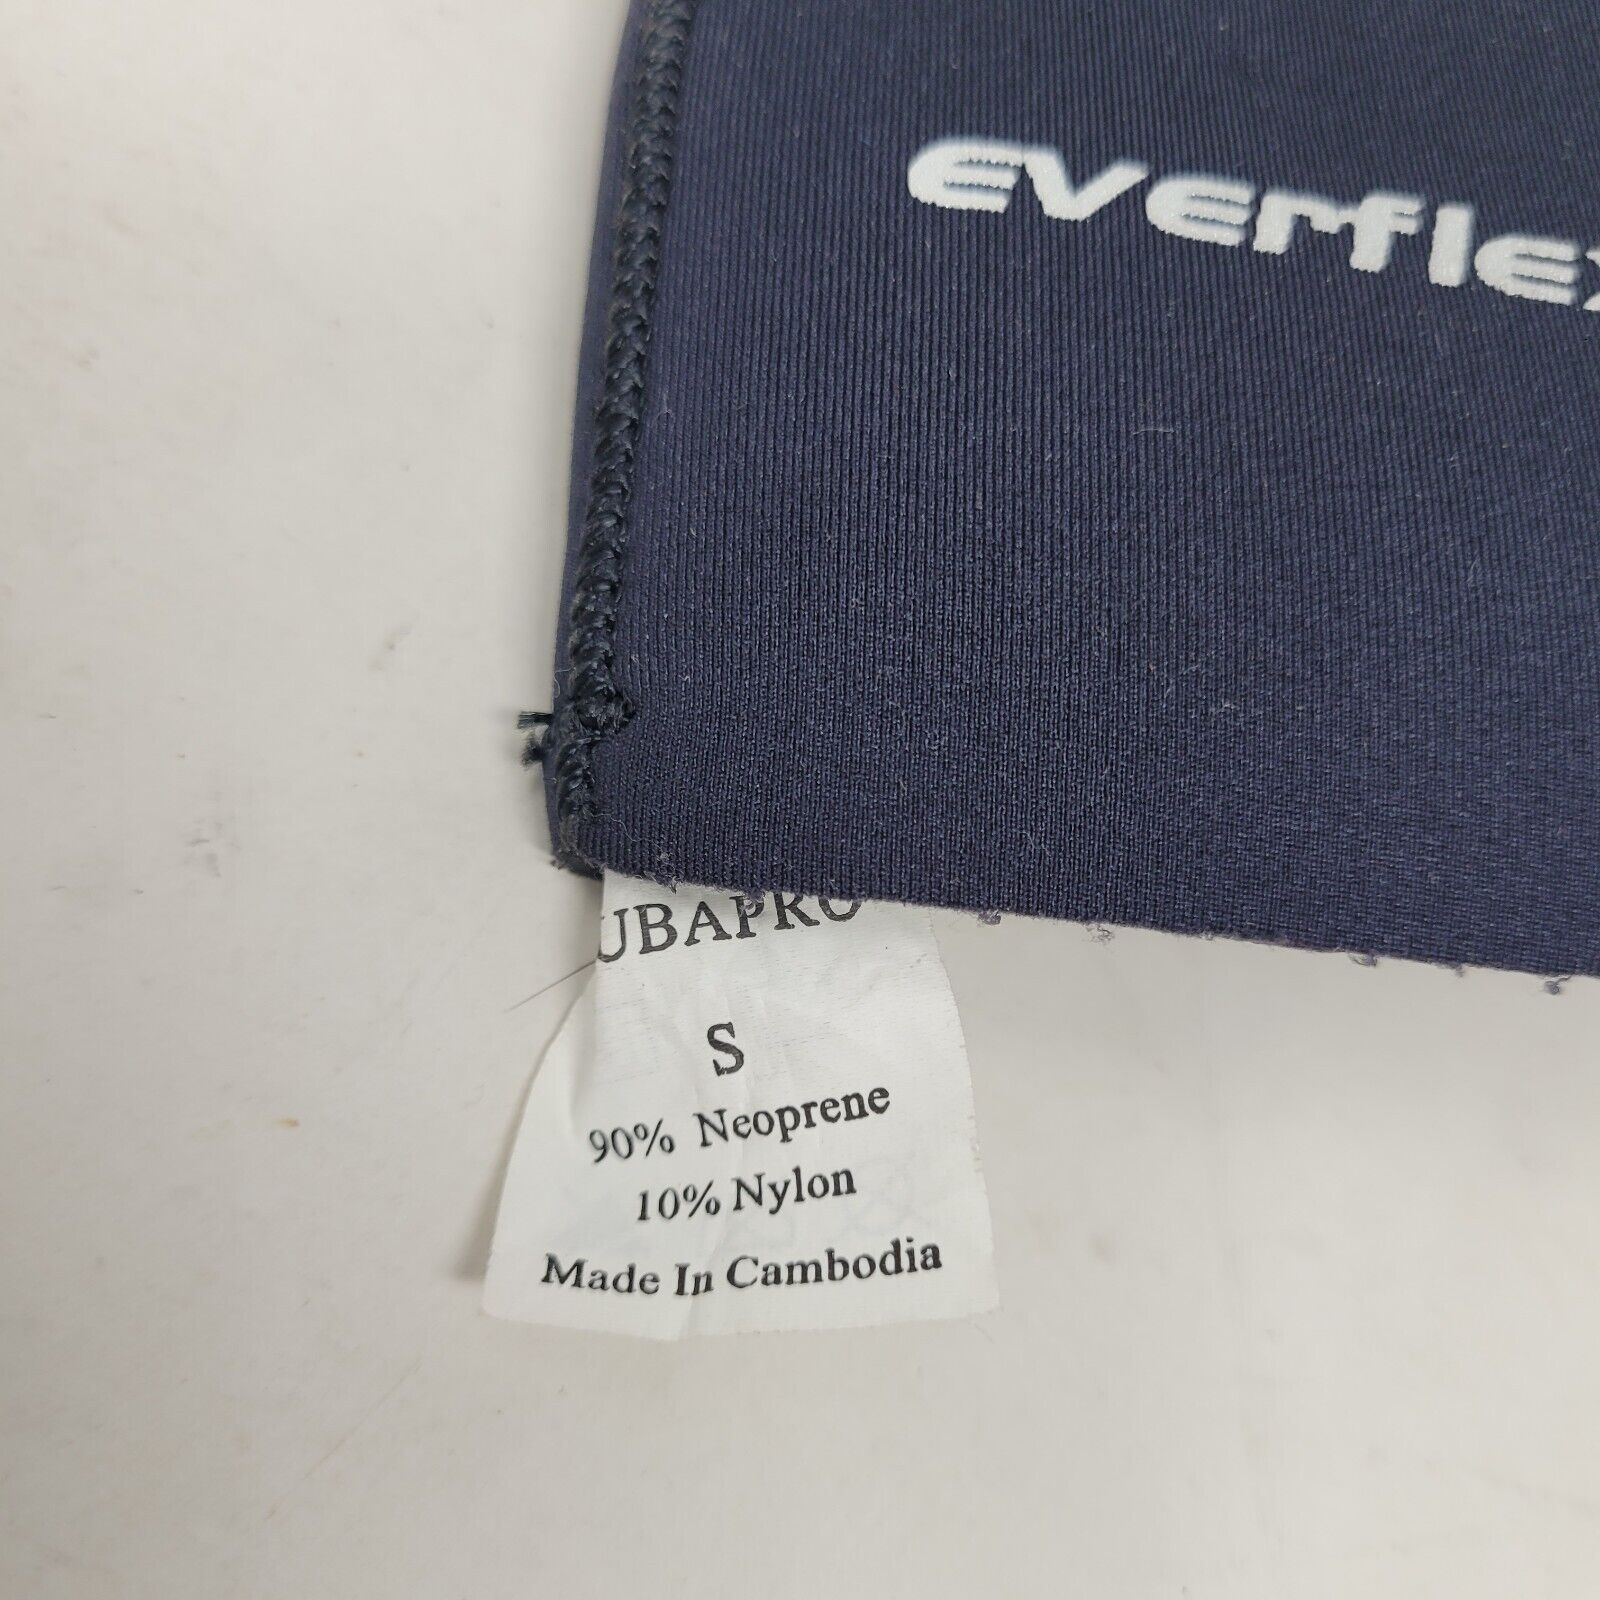 everflex
UBAPRO
S
90% Neoprene
10% Nylon
Made In Cambodia